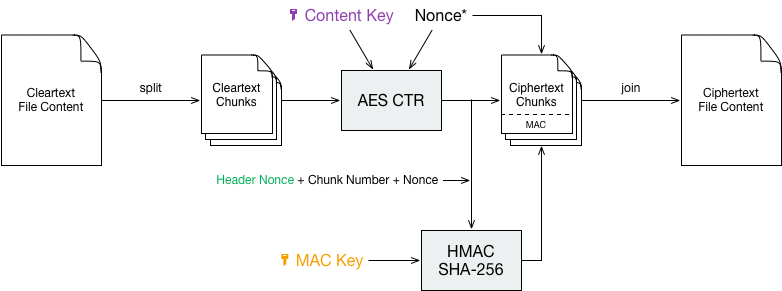 Content Key
Nonce*
Cleartext
File Content
split
Cleartext
Chunks
AES CTR
Ciphertext
Chunks
MAC
join
Ciphertext
File Content
Header Nonce + Chunk Number + Nonce
MAC Key
HMAC
SHA-256